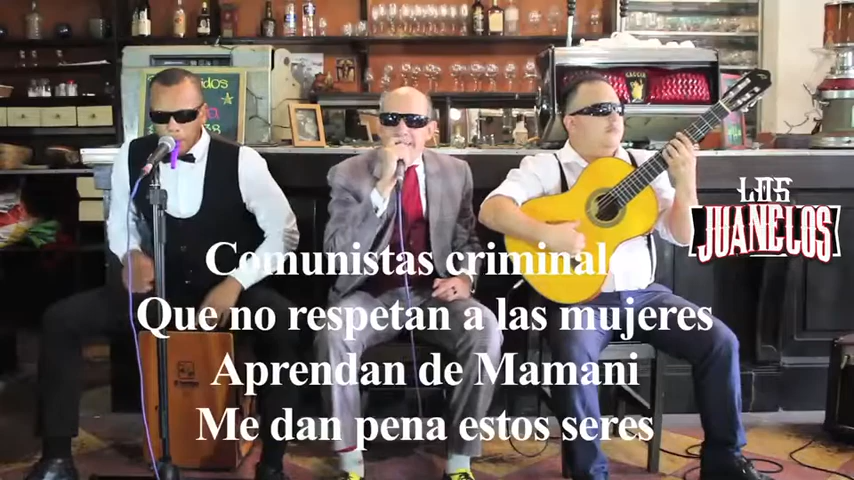 LOS
JUANELOS
Comunistas criminales
Que no respetan a las mujeres
Aprendan de Mamani
Me dan pena estos seres